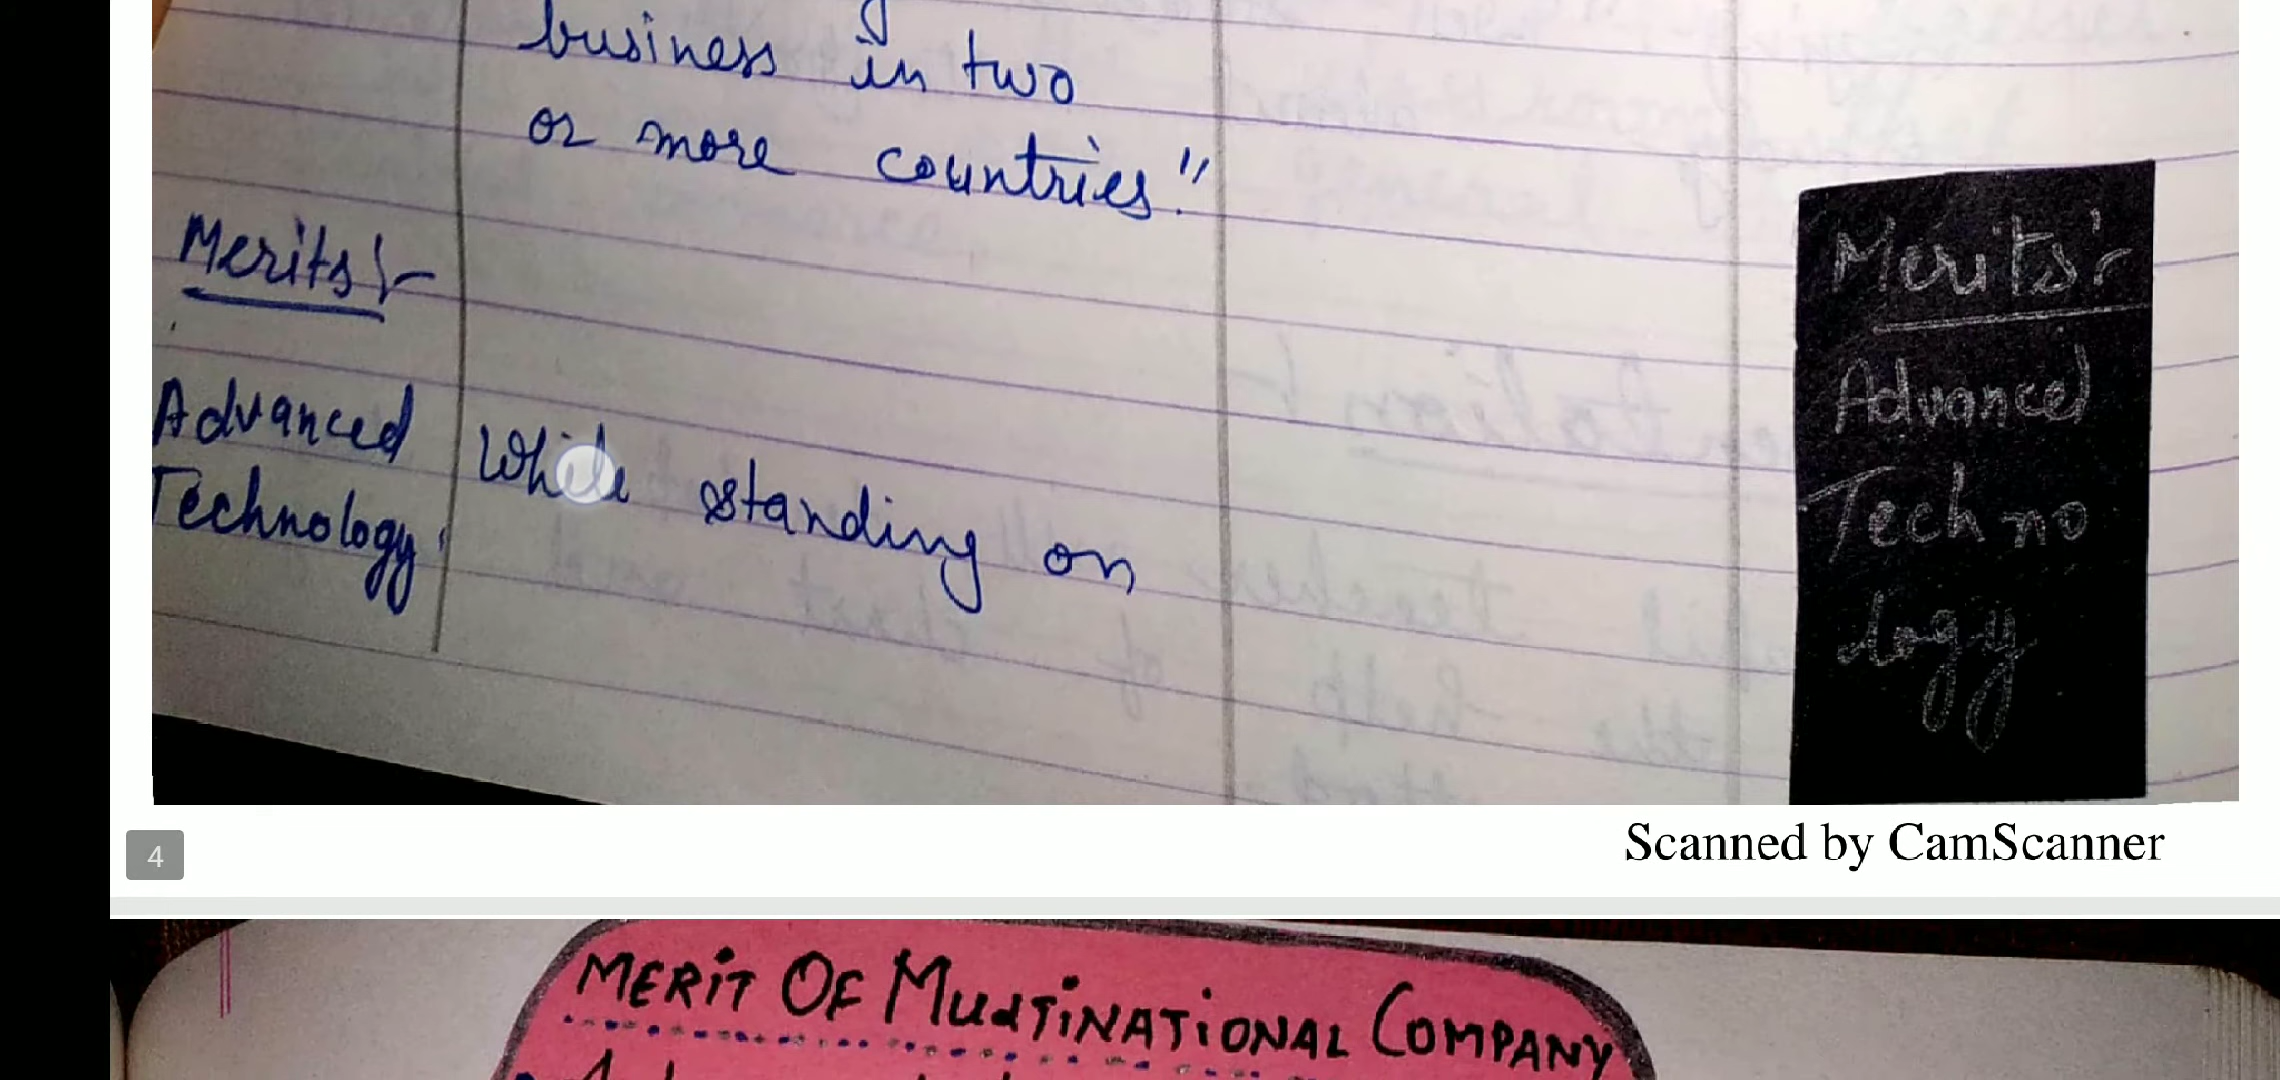 business in two
or more countries."
Merits:-
Advanced While standing on
Technology.
Merits:-
Advanced
Techno
logy
4
Scanned by CamScanner
MERIT OF MULTINATIONAL COMPANY